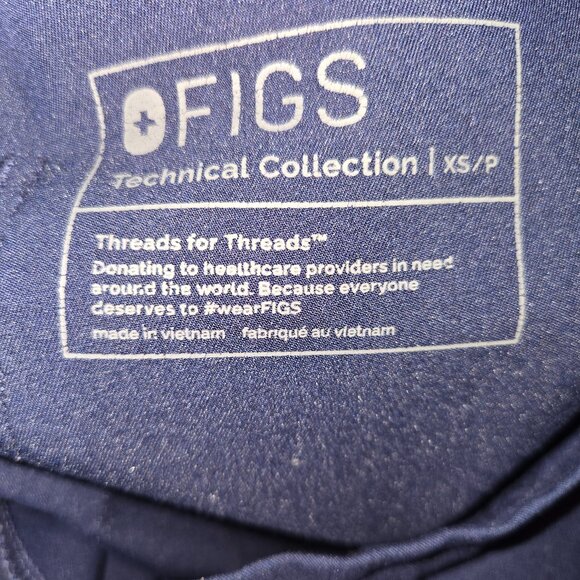 FIGS
Technical Collection | XS/P
Threads for Threads™
Donating to healthcare providers in need
around the world. Because everyone
deserves to #wearFIGS
made in vietnam fabriqué au vietnam